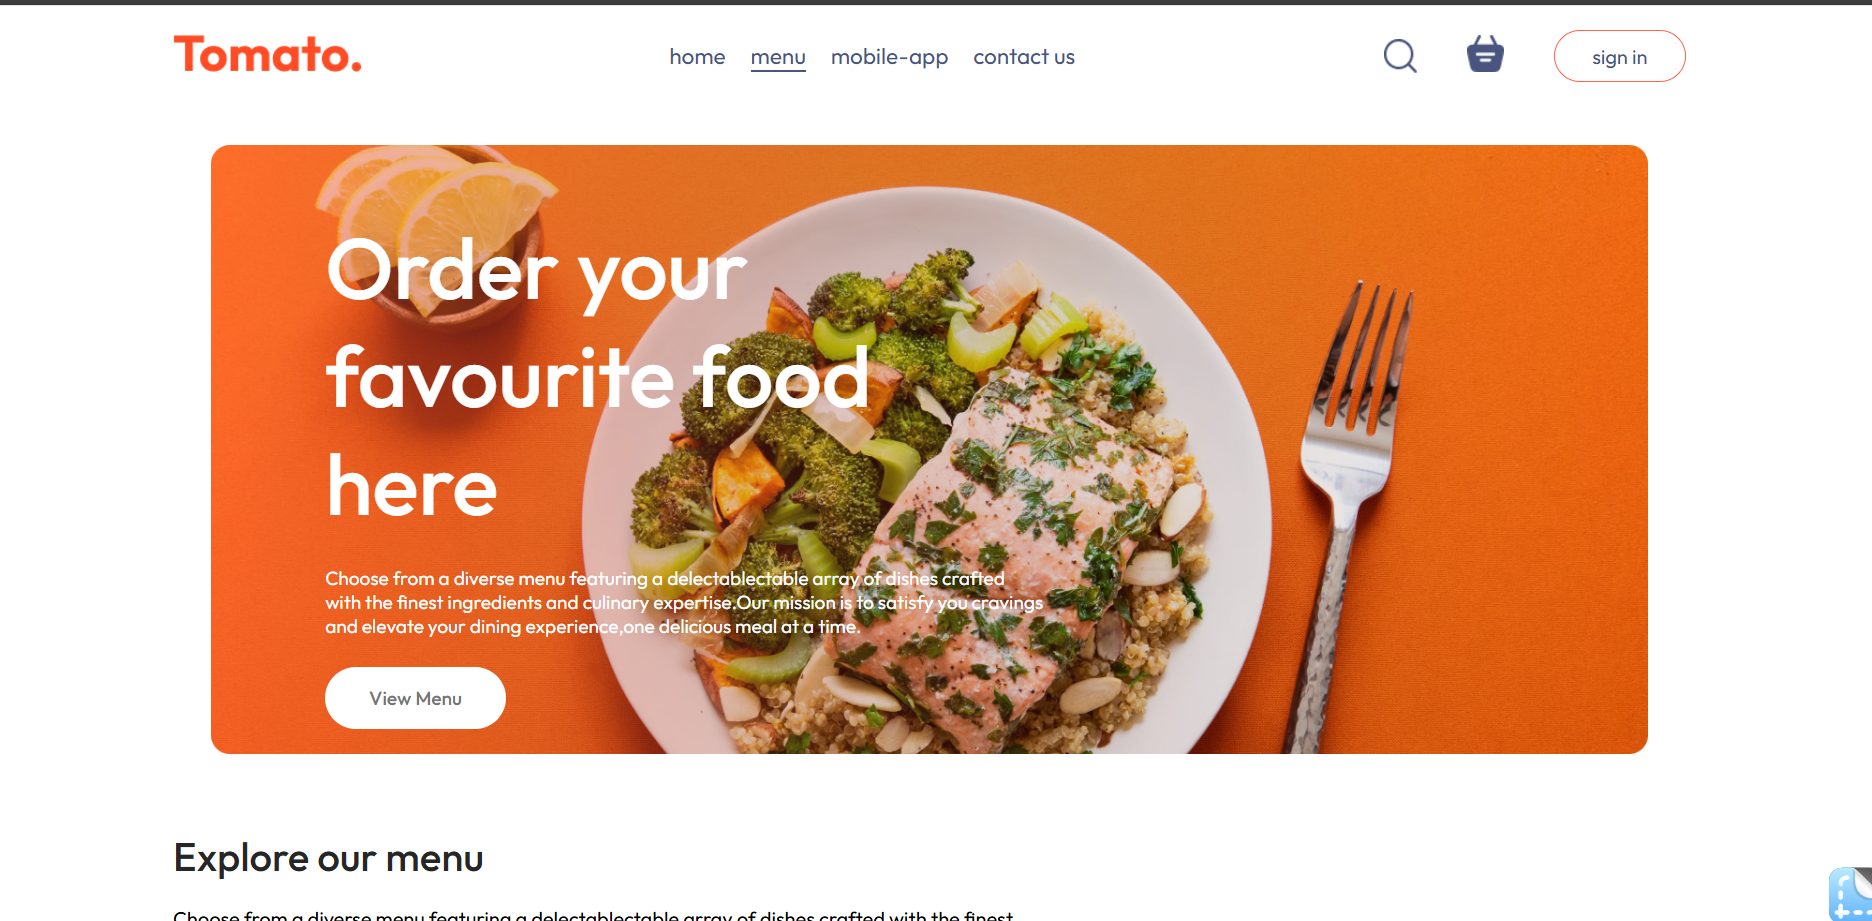 Tomato.
home menu mobile-app contact us
sign in
Order your
favourite food
here
Choose from a diverse menu featuring a delectablectable array of dishes crafted
with the finest ingredients and culinary expertise.Our mission is to satisfy you cravings
and elevate your dining experience,one delicious meal at a time.
View Menu
Explore our menu
Choose from a diverse menu featuring a delectablectable array of dishes crafted with the finest